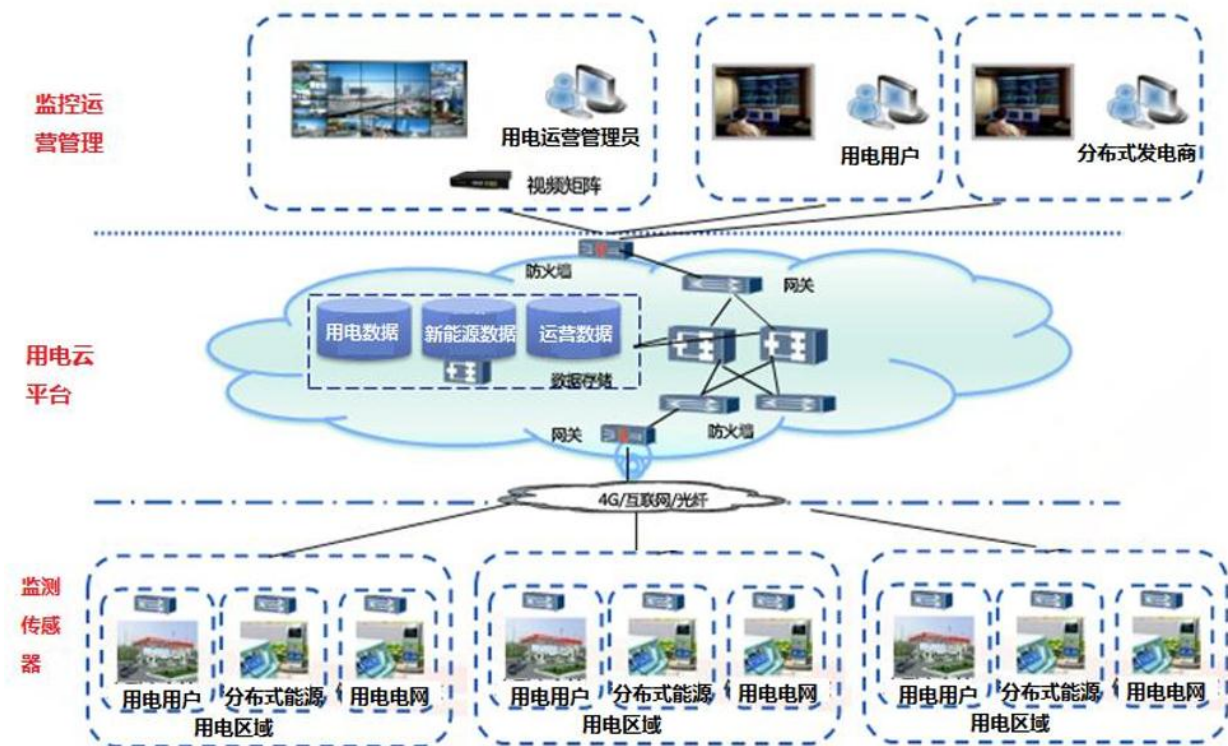 监控运
营管理
用电运营管理员
视频矩阵
用电用户
分布式发电商
防火墙
网关
用电云
平台
用电数据
新能源数据
运营数据
数据存储
网关
防火墙
4G/互联网/光纤
监测
传感
器
用电用户
分布式能源
用电电网
用电区域
用电用户
分布式能源
用电电网
用电区域
用电用户
分布式能源
用电电网
用电区域